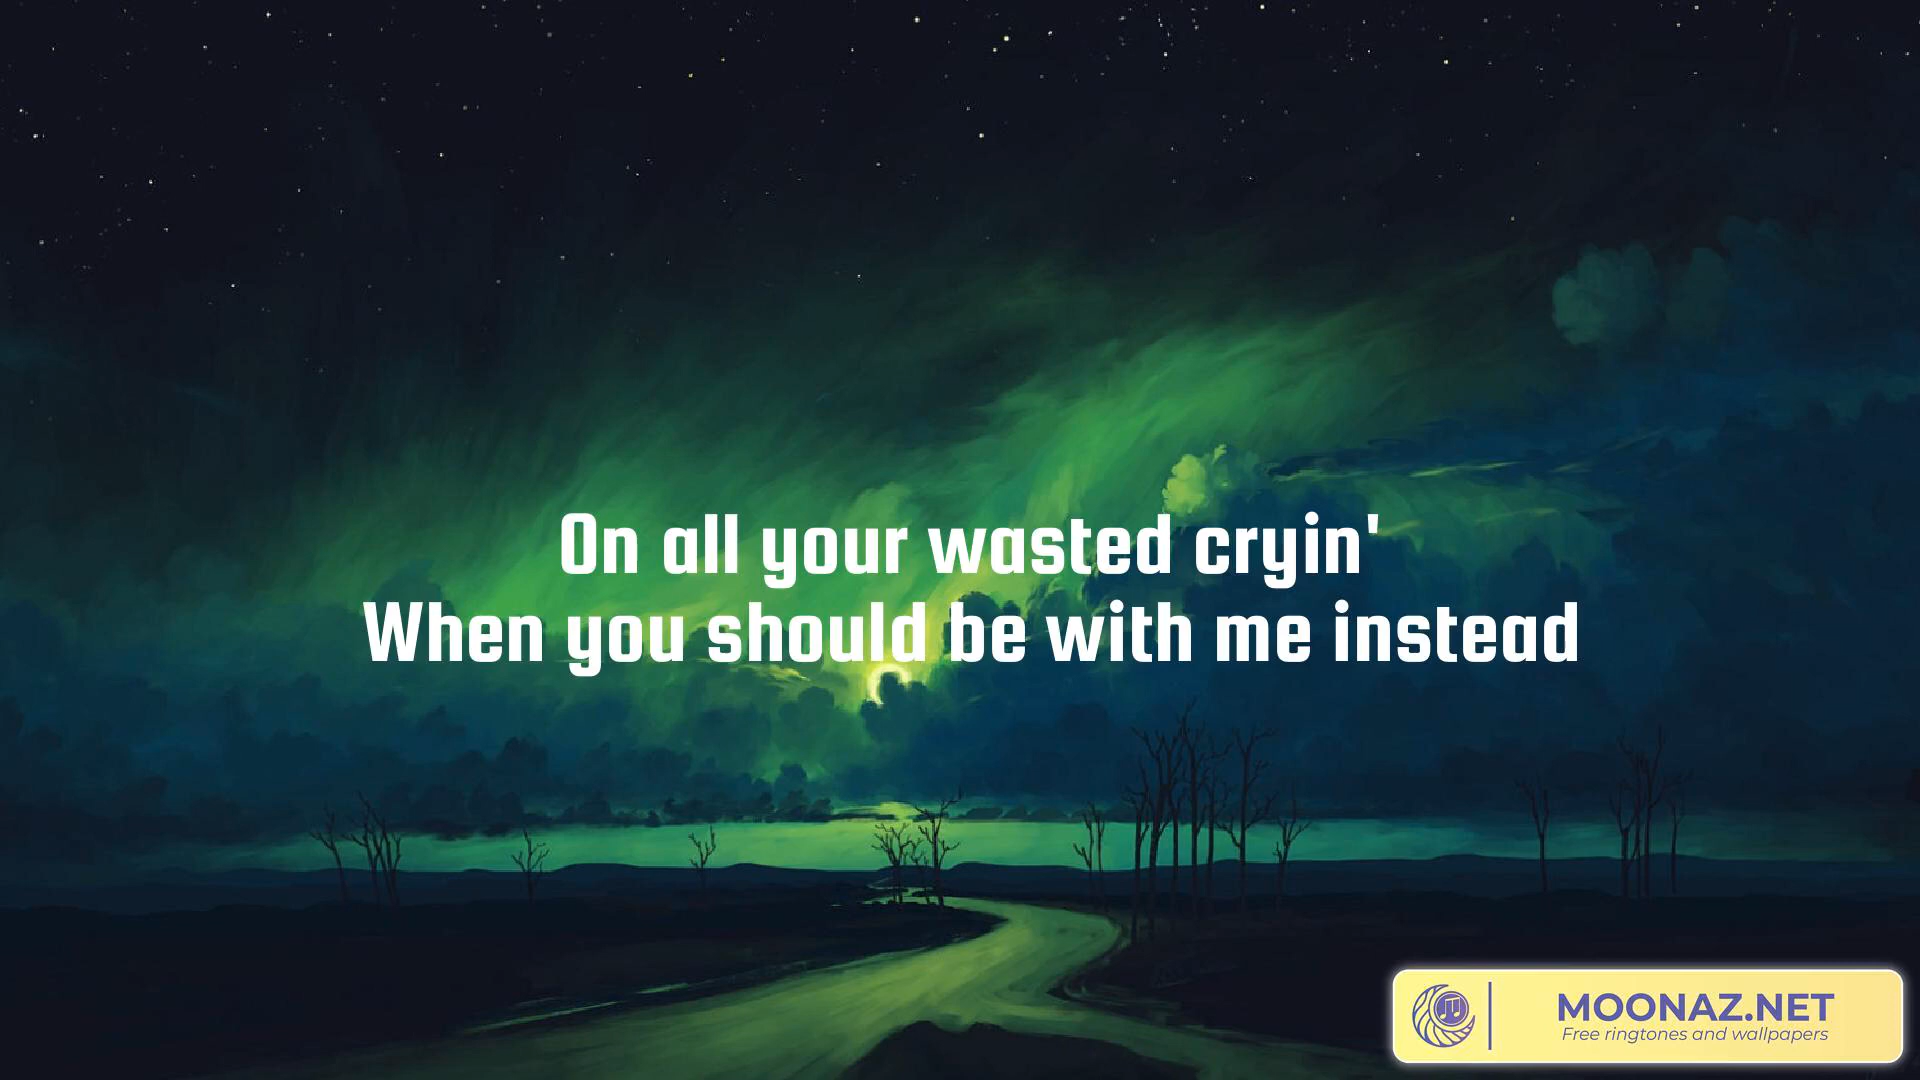 On all your wasted cryin'
When you should be with me instead
MOONAZ.NET
Free ringtones and wallpapers